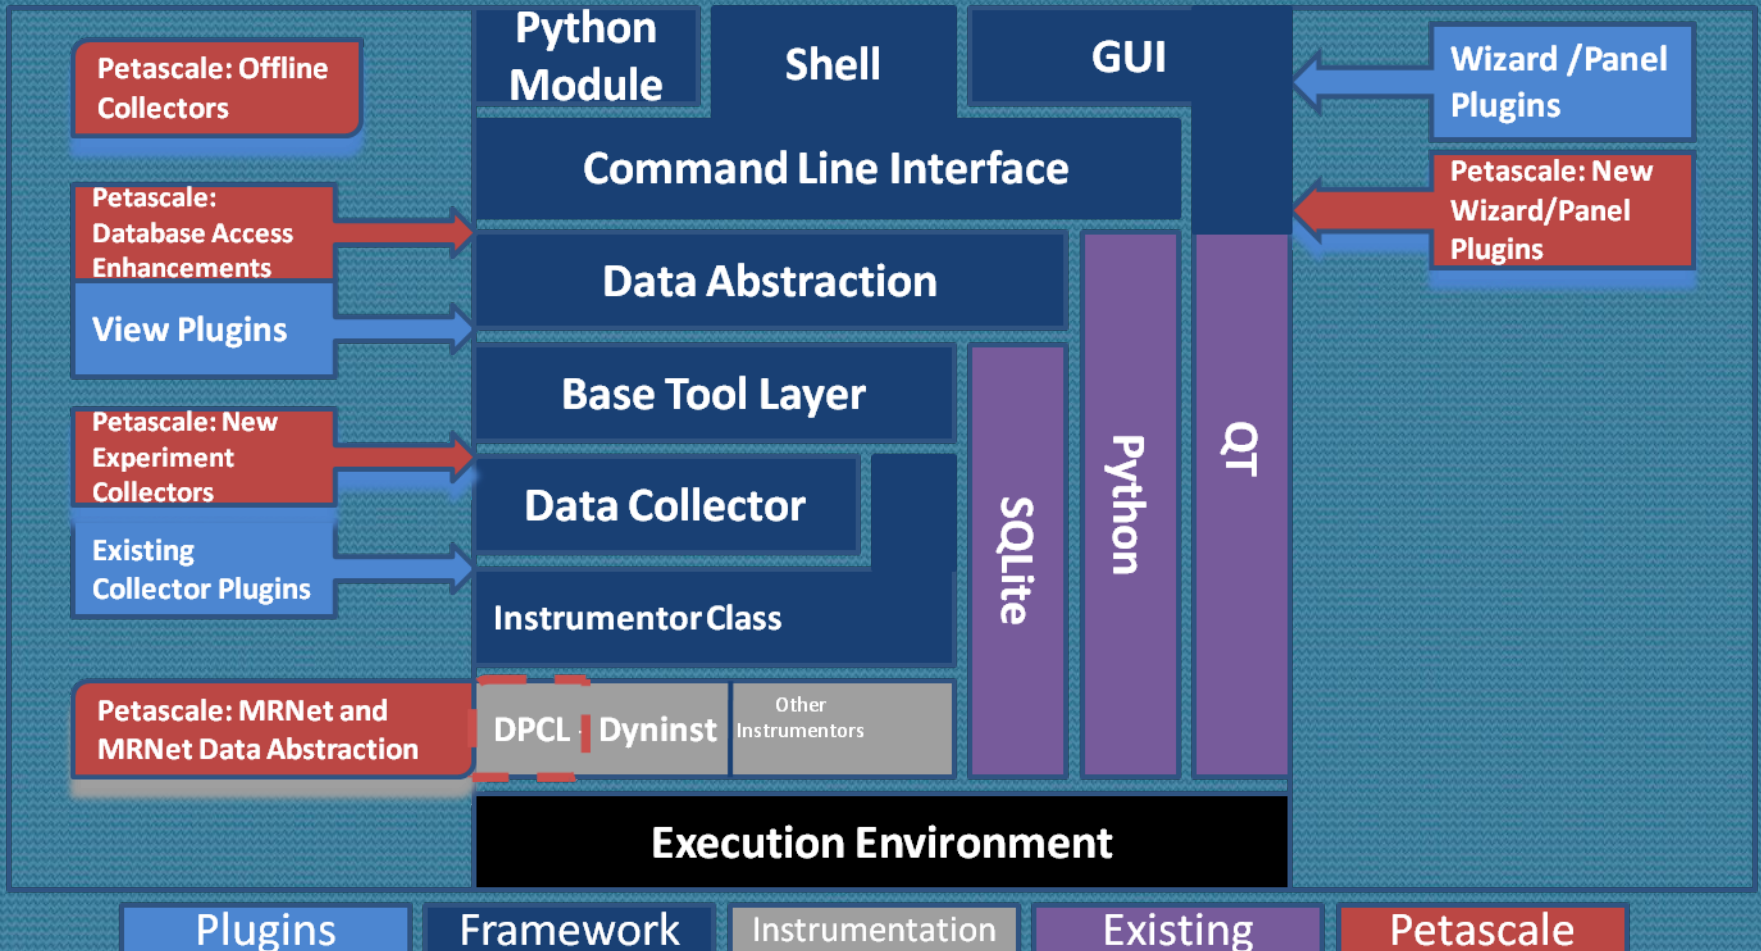 Petascale: Offline
Collectors
Petascale:
Database Access
Enhancements
View Plugins
Petascale: New
Experiment
Collectors
Existing
Collector Plugins
Petascale: MRNet and
MRNet Data Abstraction
Python
Module
Shell
GUI
Command Line Interface
Data Abstraction
Base Tool Layer
Data Collector
Instrumentor Class
DPCL
Dyninst
Other
Instrumentors
SQLite
Python
QT
Execution Environment
Wizard /Panel
Plugins
Petascale: New
Wizard/Panel
Plugins
Plugins
Framework
Instrumentation
Existing
Petascale